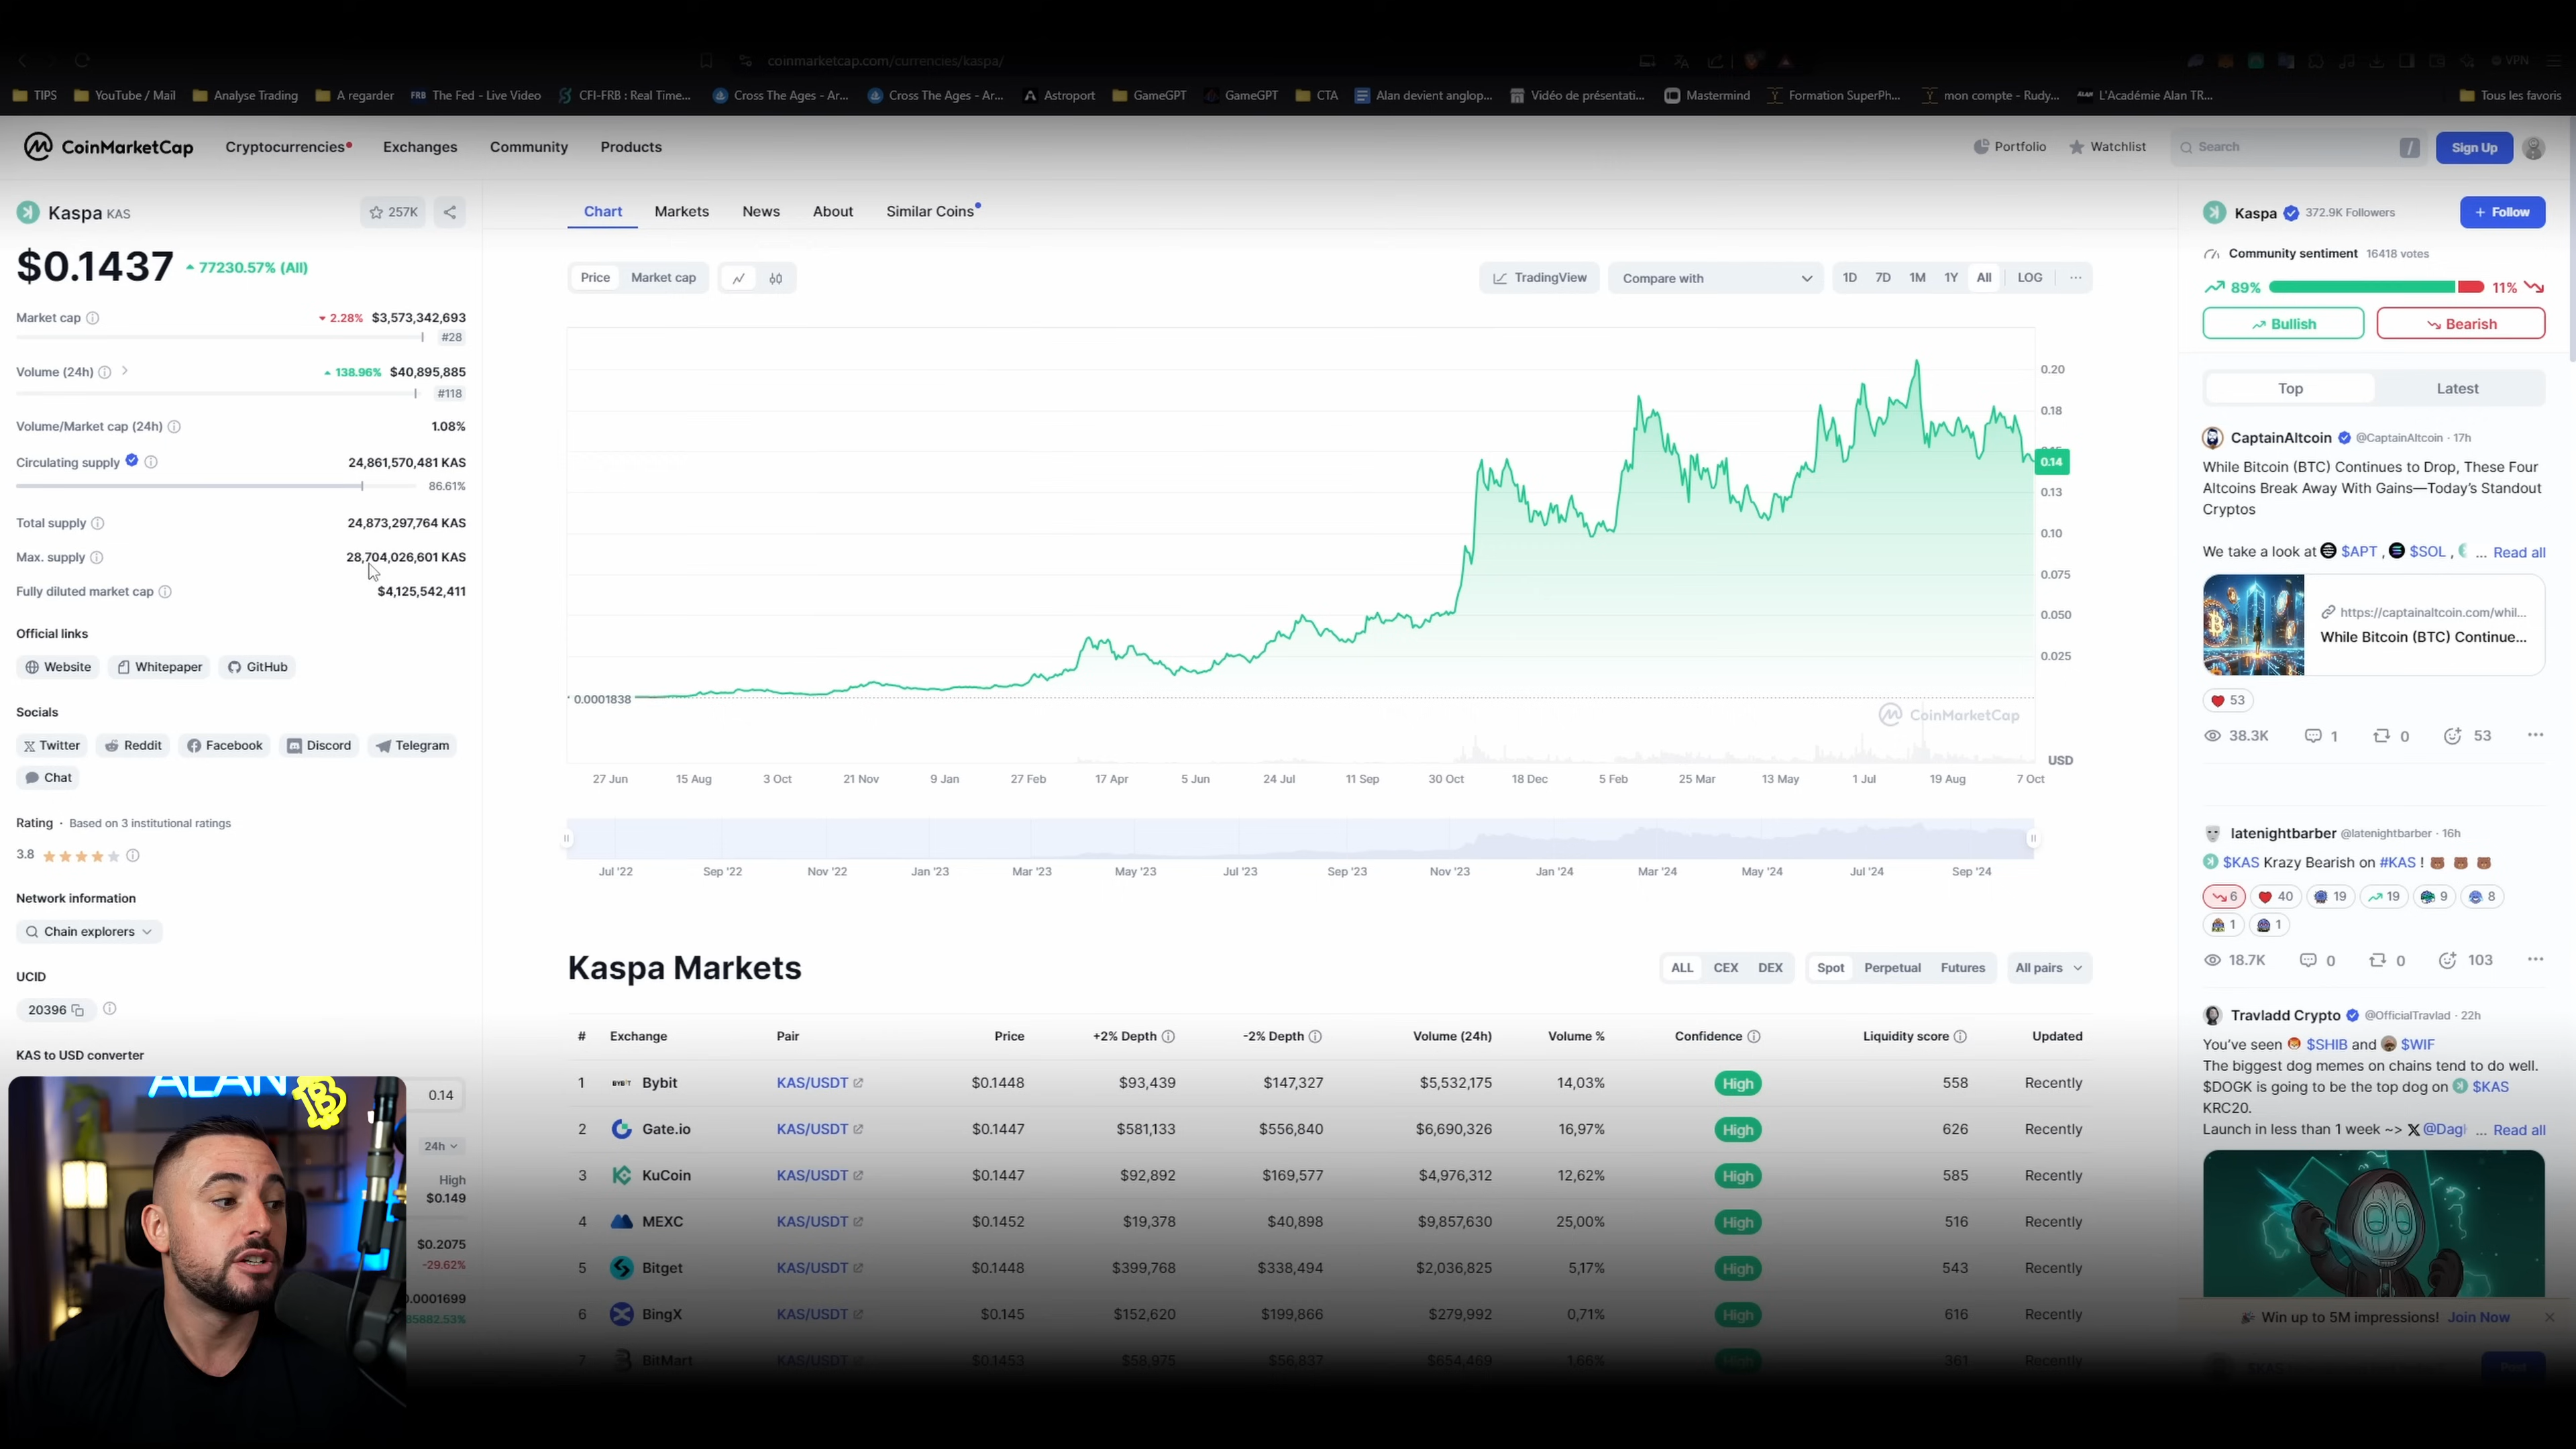 coinmarketcap.com/currencies/kaspa/
VPN
TIPS
YouTube / Mail
Analyse Trading
A regarder
FRB The Fed - Live Video
CFI-FRB : Real Time...
Cross The Ages - Ar...
Cross The Ages - Ar...
Astroport
GameGPT
GameGPT
CTA
Alan devient anglop...
Vidéo de présentati...
Mastermind
Formation SuperPh...
mon compte - Rudy...
L'Académie Alan TR...
Tous les favoris
CoinMarketCap
Cryptocurrencies
Exchanges
Community
Products
Portfolio
Watchlist
Search
/
Sign Up
Kaspa KAS
257K
$0.1437
77230.57% (All)
Market cap
2.28% $3,573,342,693
#28
Volume (24h)
138.96% $40,895,885
#118
Volume/Market cap (24h)
1.08%
Circulating supply
24,861,570,481 KAS
86.61%
Total supply
24,873,297,764 KAS
Max. supply
28,704,026,601 KAS
Fully diluted market cap
$4,125,542,411
Official links
Website
Whitepaper
GitHub
Socials
Twitter
Reddit
Facebook
Discord
Telegram
Chat
Rating · Based on 3 institutional ratings
3.8
Network information
Chain explorers
UCID
20396
KAS to USD converter
0.14
24h
High
$0.149
$0.2075
-29.62%
0.0001699
85882,53%
ALAN
Chart
Markets
News
About
Similar Coins
Price
Market cap
TradingView
Compare with
1D
7D
1M
1Y
All
LOG
0.20
0.18
0.14
0.13
0.10
0.075
0.050
0.025
0.0001838
CoinMarketCap
USD
27 Jun
15 Aug
3 Oct
21 Nov
9 Jan
27 Feb
17 Apr
5 Jun
24 Jul
11 Sep
30 Oct
18 Dec
5 Feb
25 Mar
13 May
1 Jul
19 Aug
7 Oct
Jul '22
Sep '22
Nov '22
Jan '23
Mar '23
May '23
Jul '23
Sep '23
Nov '23
Jan '24
Mar '24
May '24
Jul '24
Sep '24
Kaspa Markets
ALL
CEX
DEX
Spot
Perpetual
Futures
All pairs
# Exchange Pair Price +2% Depth -2% Depth Volume (24h) Volume % Confidence Liquidity score Updated
1 Bybit KAS/USDT $0.1448 $93,439 $147,327 $5,532,175 14,03% High 558 Recently
2 Gate.io KAS/USDT $0.1447 $581,133 $556,840 $6,690,326 16,97% High 626 Recently
3 KuCoin KAS/USDT $0.1447 $92,892 $169,577 $4,976,312 12,62% High 585 Recently
4 MEXC KAS/USDT $0.1452 $19,378 $40,898 $9,857,630 25,00% High 516 Recently
5 Bitget KAS/USDT $0.1448 $399,768 $338,494 $2,036,825 5,17% High 543 Recently
6 BingX KAS/USDT $0.145 $152,620 $199,866 $279,992 0,71% High 616 Recently
7 BitMart KAS/USDT $0.1453 $58,975 $56,837 $654,469 1,66% High 361 Recently
Kaspa 372.9K Followers
+ Follow
Community sentiment 16418 votes
89%
11%
Bullish
Bearish
Top
Latest
CaptainAltcoin @CaptainAltcoin · 17h
While Bitcoin (BTC) Continues to Drop, These Four
Altcoins Break Away With Gains—Today's Standout
Cryptos
We take a look at $APT , $SOL , ... Read all
https://captainaltcoin.com/whil...
While Bitcoin (BTC) Continue...
53
38.3K
1
0
53
latenightbarber @latenightbarber · 16h
$KAS Krazy Bearish on #KAS !
6
40
19
19
9
8
1
1
18.7K
0
0
103
Travladd Crypto @OfficialTravlad · 22h
You've seen $SHIB and $WIF
The biggest dog memes on chains tend to do well.
$DOGK is going to be the top dog on $KAS
KRC20.
Launch in less than 1 week ~> X @Dagk ... Read all
Win up to 5M impressions! Join Now